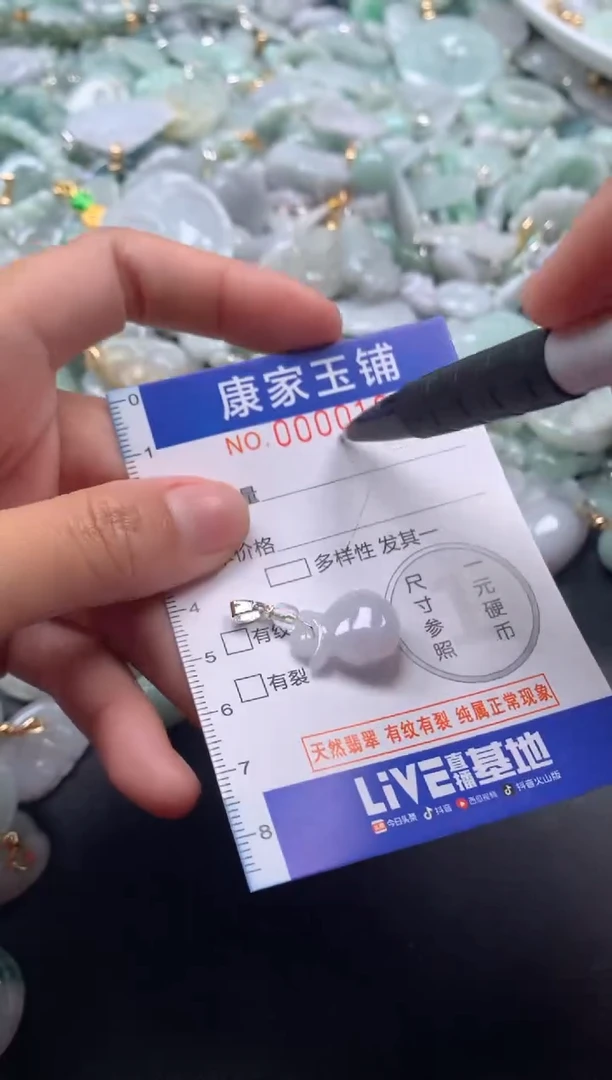 康家玉铺
NO.00001
0
1
量
价格
多样性 发其一
4
有纹
5
有裂
6
尺寸参照
一元硬币
1
天然翡翠 有纹有裂 纯属正常现象
7
LiVE直播基地
8
今日头条 抖音 西瓜视频 抖音火山版